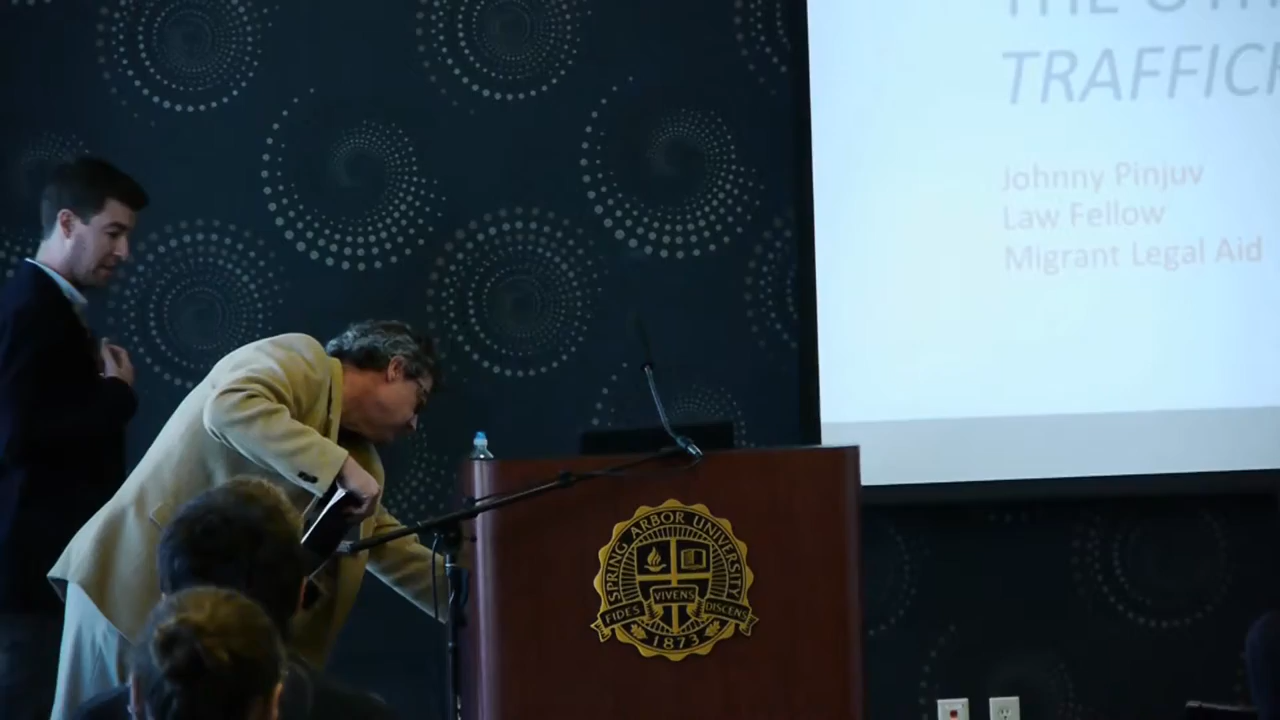 TRAFFIC
Johnny Pinjuv
Law Fellow
Migrant Legal Aid
SPRING ARBOR UNIVERSITY
VIVENS
FIDES DISCENS
1873